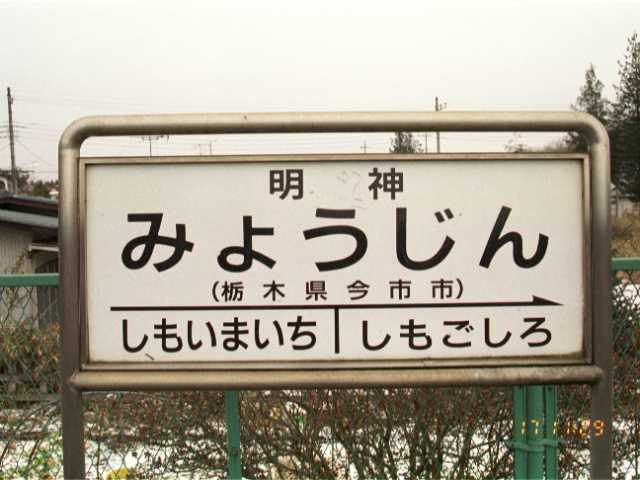 明 神
みょうじん
(栃木県今市市)
しもいまいち しもごしろ